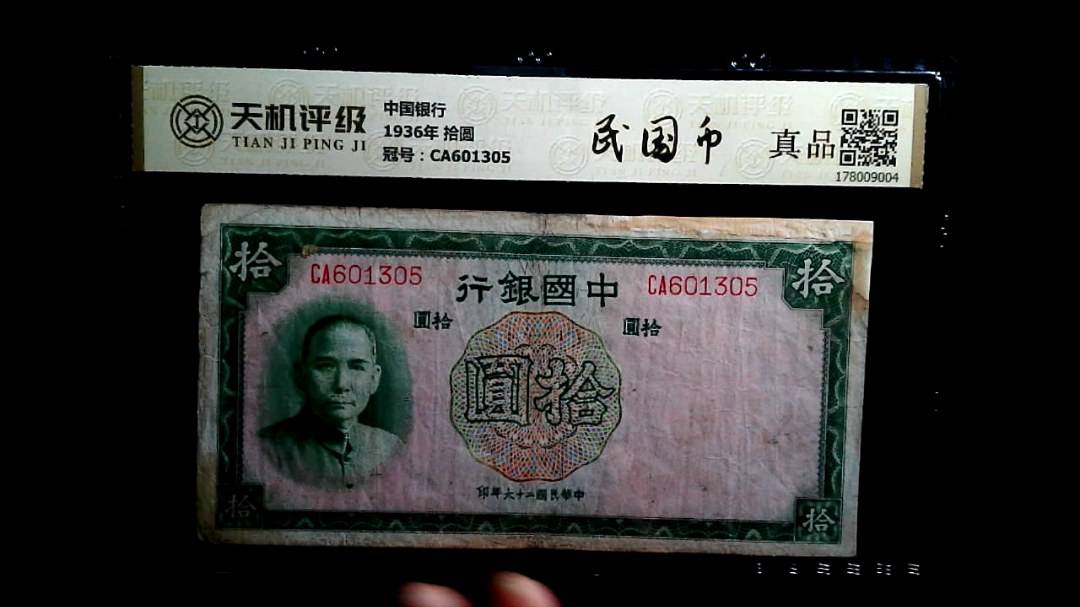 天机评级
TIAN JI PING JI
中国银行
1936年 拾圆
冠号：CA601305
民国币
真品
178009004
拾
CA601305
行銀國中
CA601305
拾
圓拾
圓拾
圓拾
印年六十二國民華中
拾
拾